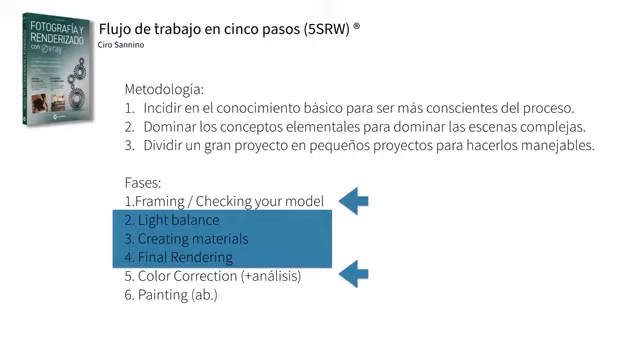 FOTOGRAFÍA Y
RENDERIZADO
con vray
Flujo de trabajo en cinco pasos (5SRW) ®
Ciro Sannino
Metodología:
1. Incidir en el conocimiento básico para ser más conscientes del proceso.
2. Dominar los conceptos elementales para dominar las escenas complejas.
3. Dividir un gran proyecto en pequeños proyectos para hacerlos manejables.
Fases:
1.Framing / Checking your model
2. Light balance
3. Creating materials
4. Final Rendering
5. Color Correction (+análisis)
6. Painting (ab.)